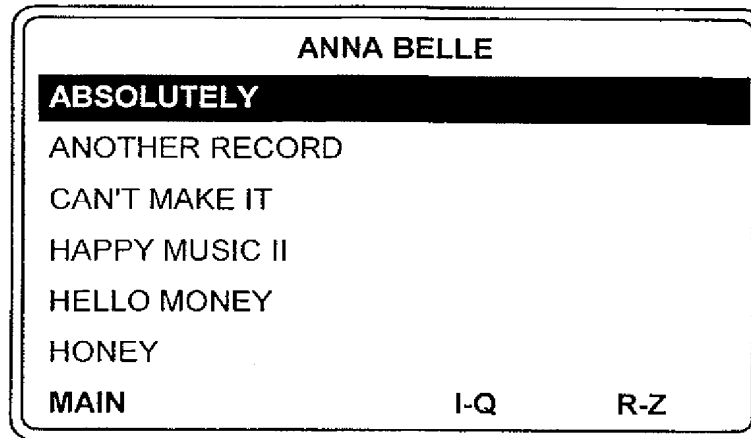 ANNA BELLE
ABSOLUTELY
ANOTHER RECORD
CAN'T MAKE IT
HAPPY MUSIC II
HELLO MONEY
HONEY
MAIN I-Q R-Z